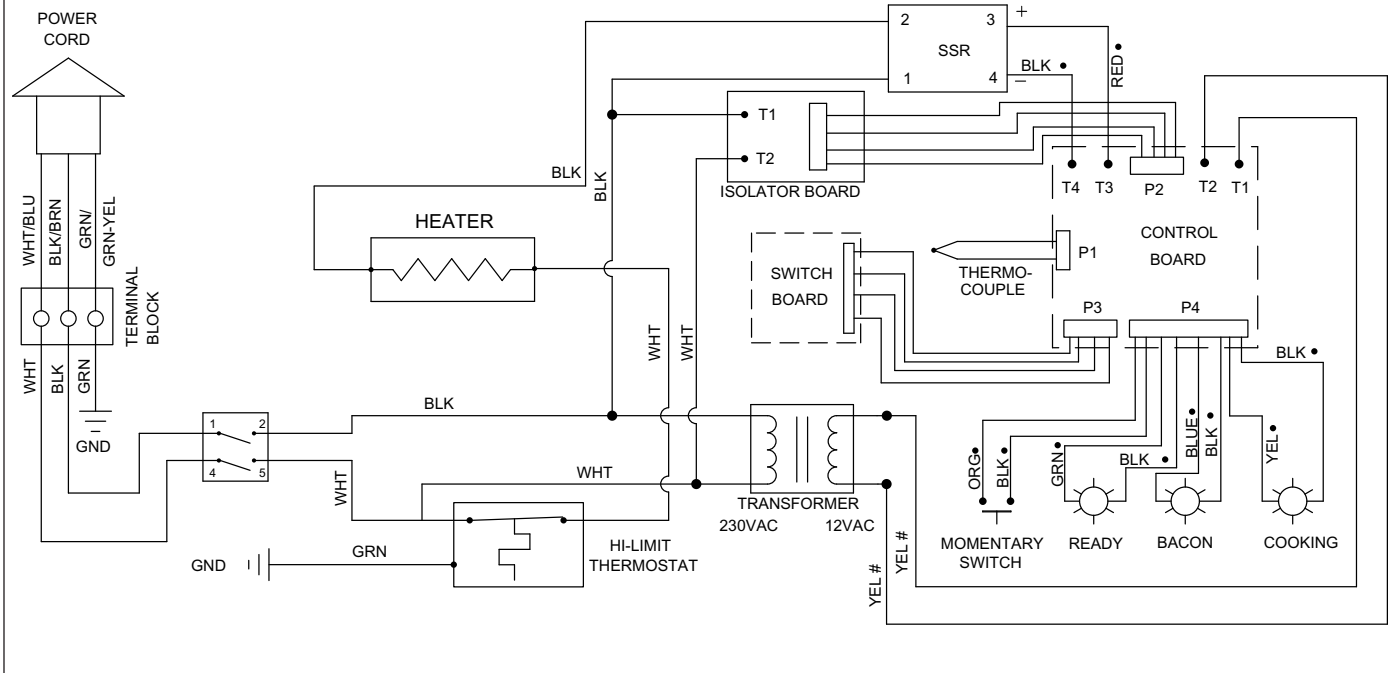 POWER
CORD
WHT/BLU
BLK/BRN
GRN/
GRN-YEL
TERMINAL
BLOCK
WHT
BLK
GRN
GND
1
2
4
5
BLK
WHT
WHT
GND
GRN
HI-LIMIT
THERMOSTAT
HEATER
BLK
BLK
WHT
WHT
2
3
+
SSR
1
4
−
BLK •
RED •
T1
T2
ISOLATOR BOARD
SWITCH
BOARD
THERMO-
COUPLE
T4
T3
P2
T2
T1
P1
CONTROL
BOARD
P3
P4
BLK •
TRANSFORMER
230VAC
12VAC
YEL #
YEL #
ORG•
BLK•
GRN•
BLK •
BLUE•
BLK •
YEL•
MOMENTARY
SWITCH
READY
BACON
COOKING